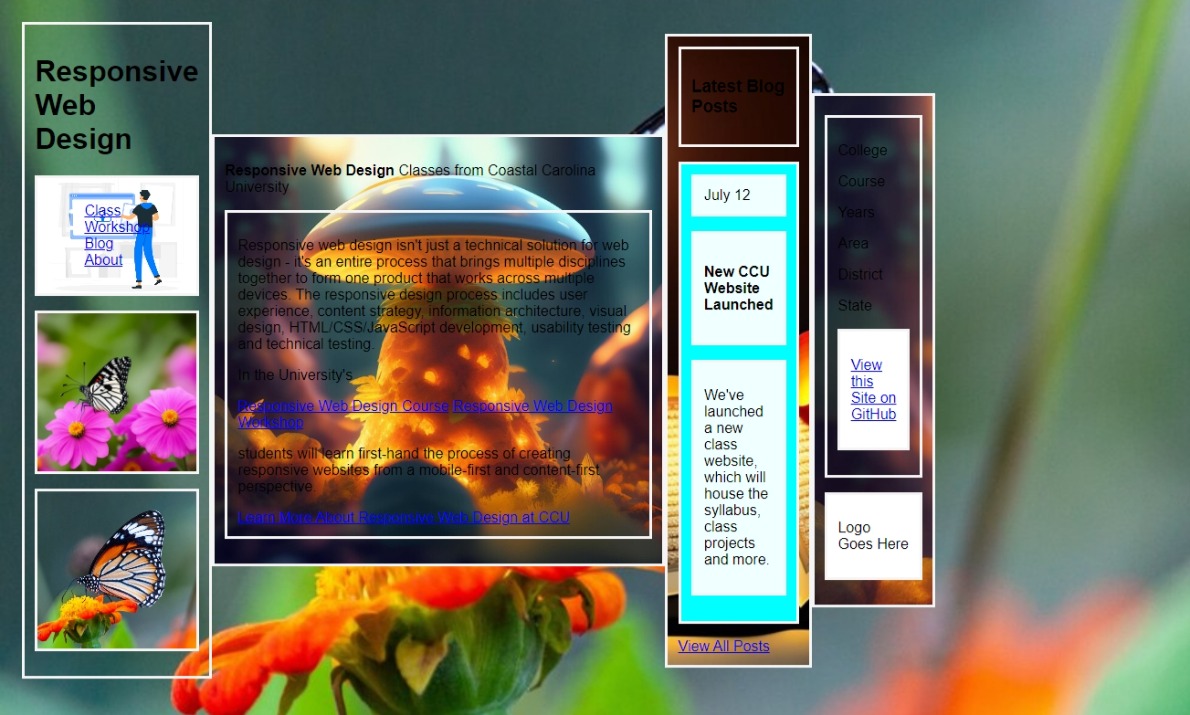 Responsive
Web
Design
Class
Workshop
Blog
About
Responsive Web Design Classes from Coastal Carolina
University
Responsive web design isn't just a technical solution for web
design - it's an entire process that brings multiple disciplines
together to form one product that works across multiple
devices. The responsive design process includes user
experience, content strategy, information architecture, visual
design, HTML/CSS/JavaScript development, usability testing
and technical testing.
In the University's
Responsive Web Design Course Responsive Web Design
Workshop
students will learn first-hand the process of creating
responsive websites from a mobile-first and content-first
perspective
Learn More About Responsive Web Design at CCU
Latest Blog
Posts
July 12
New CCU
Website
Launched
We've
launched
a new
class
website,
which will
house the
syllabus,
class
projects
and more.
View All Posts
College
Course
Years
Area
District
State
View
this
Site on
GitHub
Logo
Goes Here